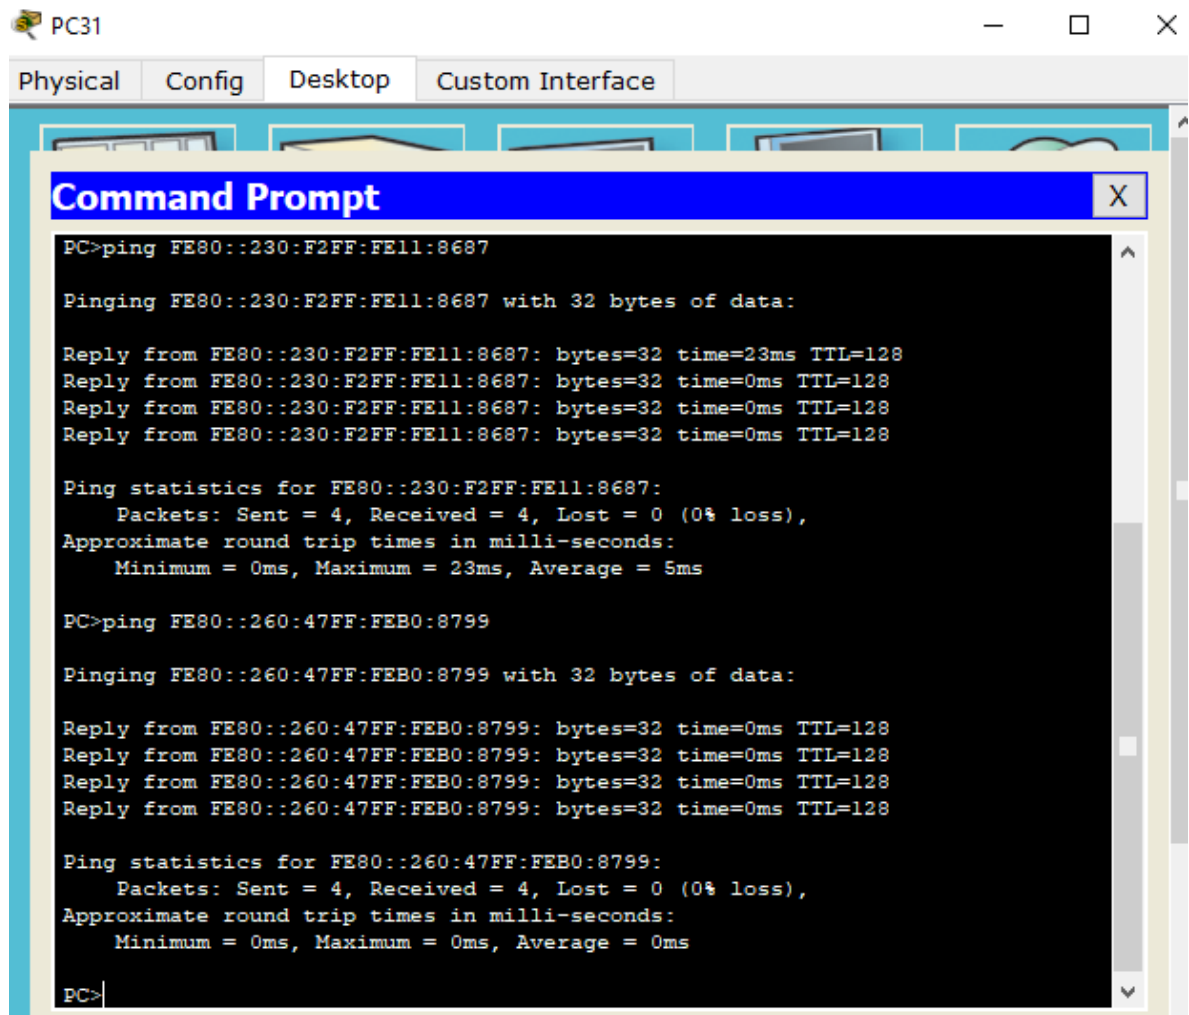 PC31
Physical Config Desktop Custom Interface
Command Prompt X
PC>ping FE80::230:F2FF:FE11:8687
Pinging FE80::230:F2FF:FE11:8687 with 32 bytes of data:
Reply from FE80::230:F2FF:FE11:8687: bytes=32 time=23ms TTL=128
Reply from FE80::230:F2FF:FE11:8687: bytes=32 time=0ms TTL=128
Reply from FE80::230:F2FF:FE11:8687: bytes=32 time=0ms TTL=128
Reply from FE80::230:F2FF:FE11:8687: bytes=32 time=0ms TTL=128
Ping statistics for FE80::230:F2FF:FE11:8687:
Packets: Sent = 4, Received = 4, Lost = 0 (0% loss),
Approximate round trip times in milli-seconds:
Minimum = 0ms, Maximum = 23ms, Average = 5ms
PC>ping FE80::260:47FF:FEB0:8799
Pinging FE80::260:47FF:FEB0:8799 with 32 bytes of data:
Reply from FE80::260:47FF:FEB0:8799: bytes=32 time=0ms TTL=128
Reply from FE80::260:47FF:FEB0:8799: bytes=32 time=0ms TTL=128
Reply from FE80::260:47FF:FEB0:8799: bytes=32 time=0ms TTL=128
Reply from FE80::260:47FF:FEB0:8799: bytes=32 time=0ms TTL=128
Ping statistics for FE80::260:47FF:FEB0:8799:
Packets: Sent = 4, Received = 4, Lost = 0 (0% loss),
Approximate round trip times in milli-seconds:
Minimum = 0ms, Maximum = 0ms, Average = 0ms
PC>